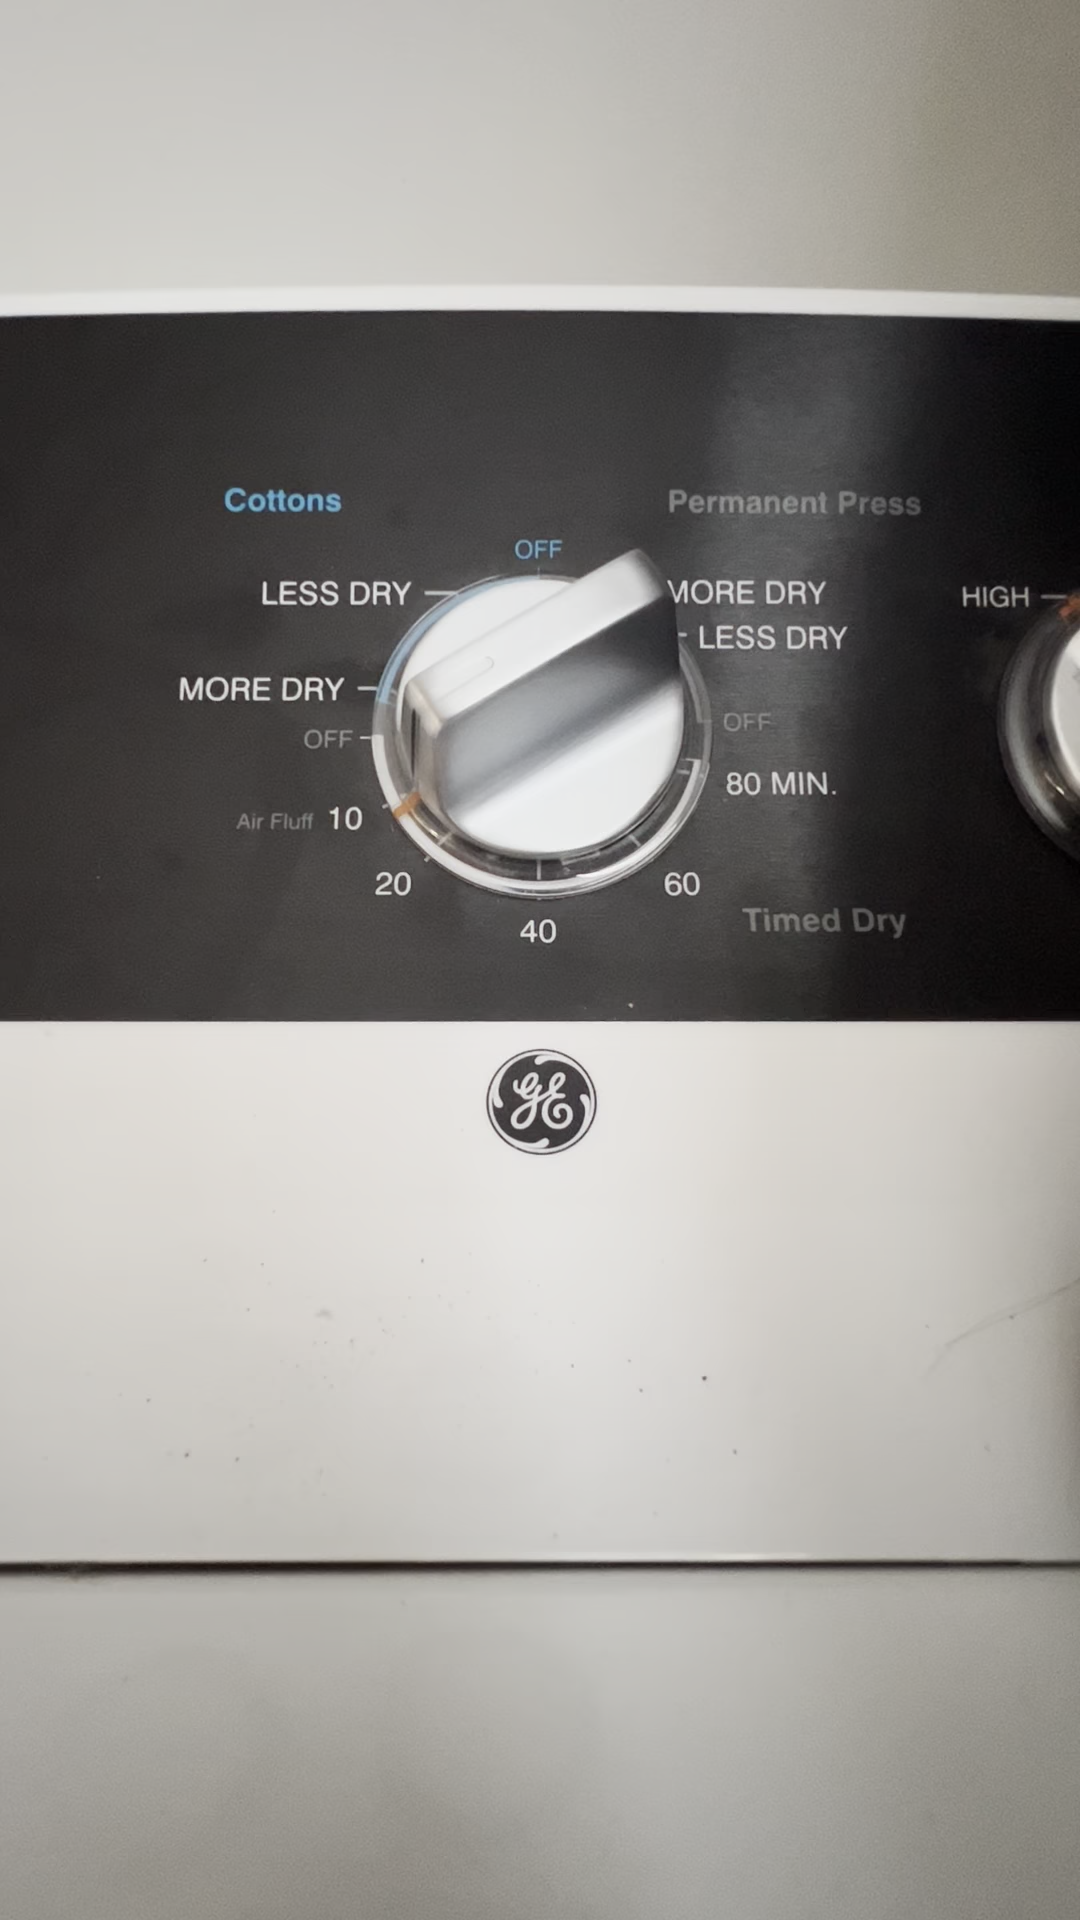 Cottons
Permanent Press
OFF
LESS DRY
MORE DRY
HIGH
LESS DRY
MORE DRY
OFF
OFF
80 MIN.
Air Fluff 10
20
60
40
Timed Dry
GE